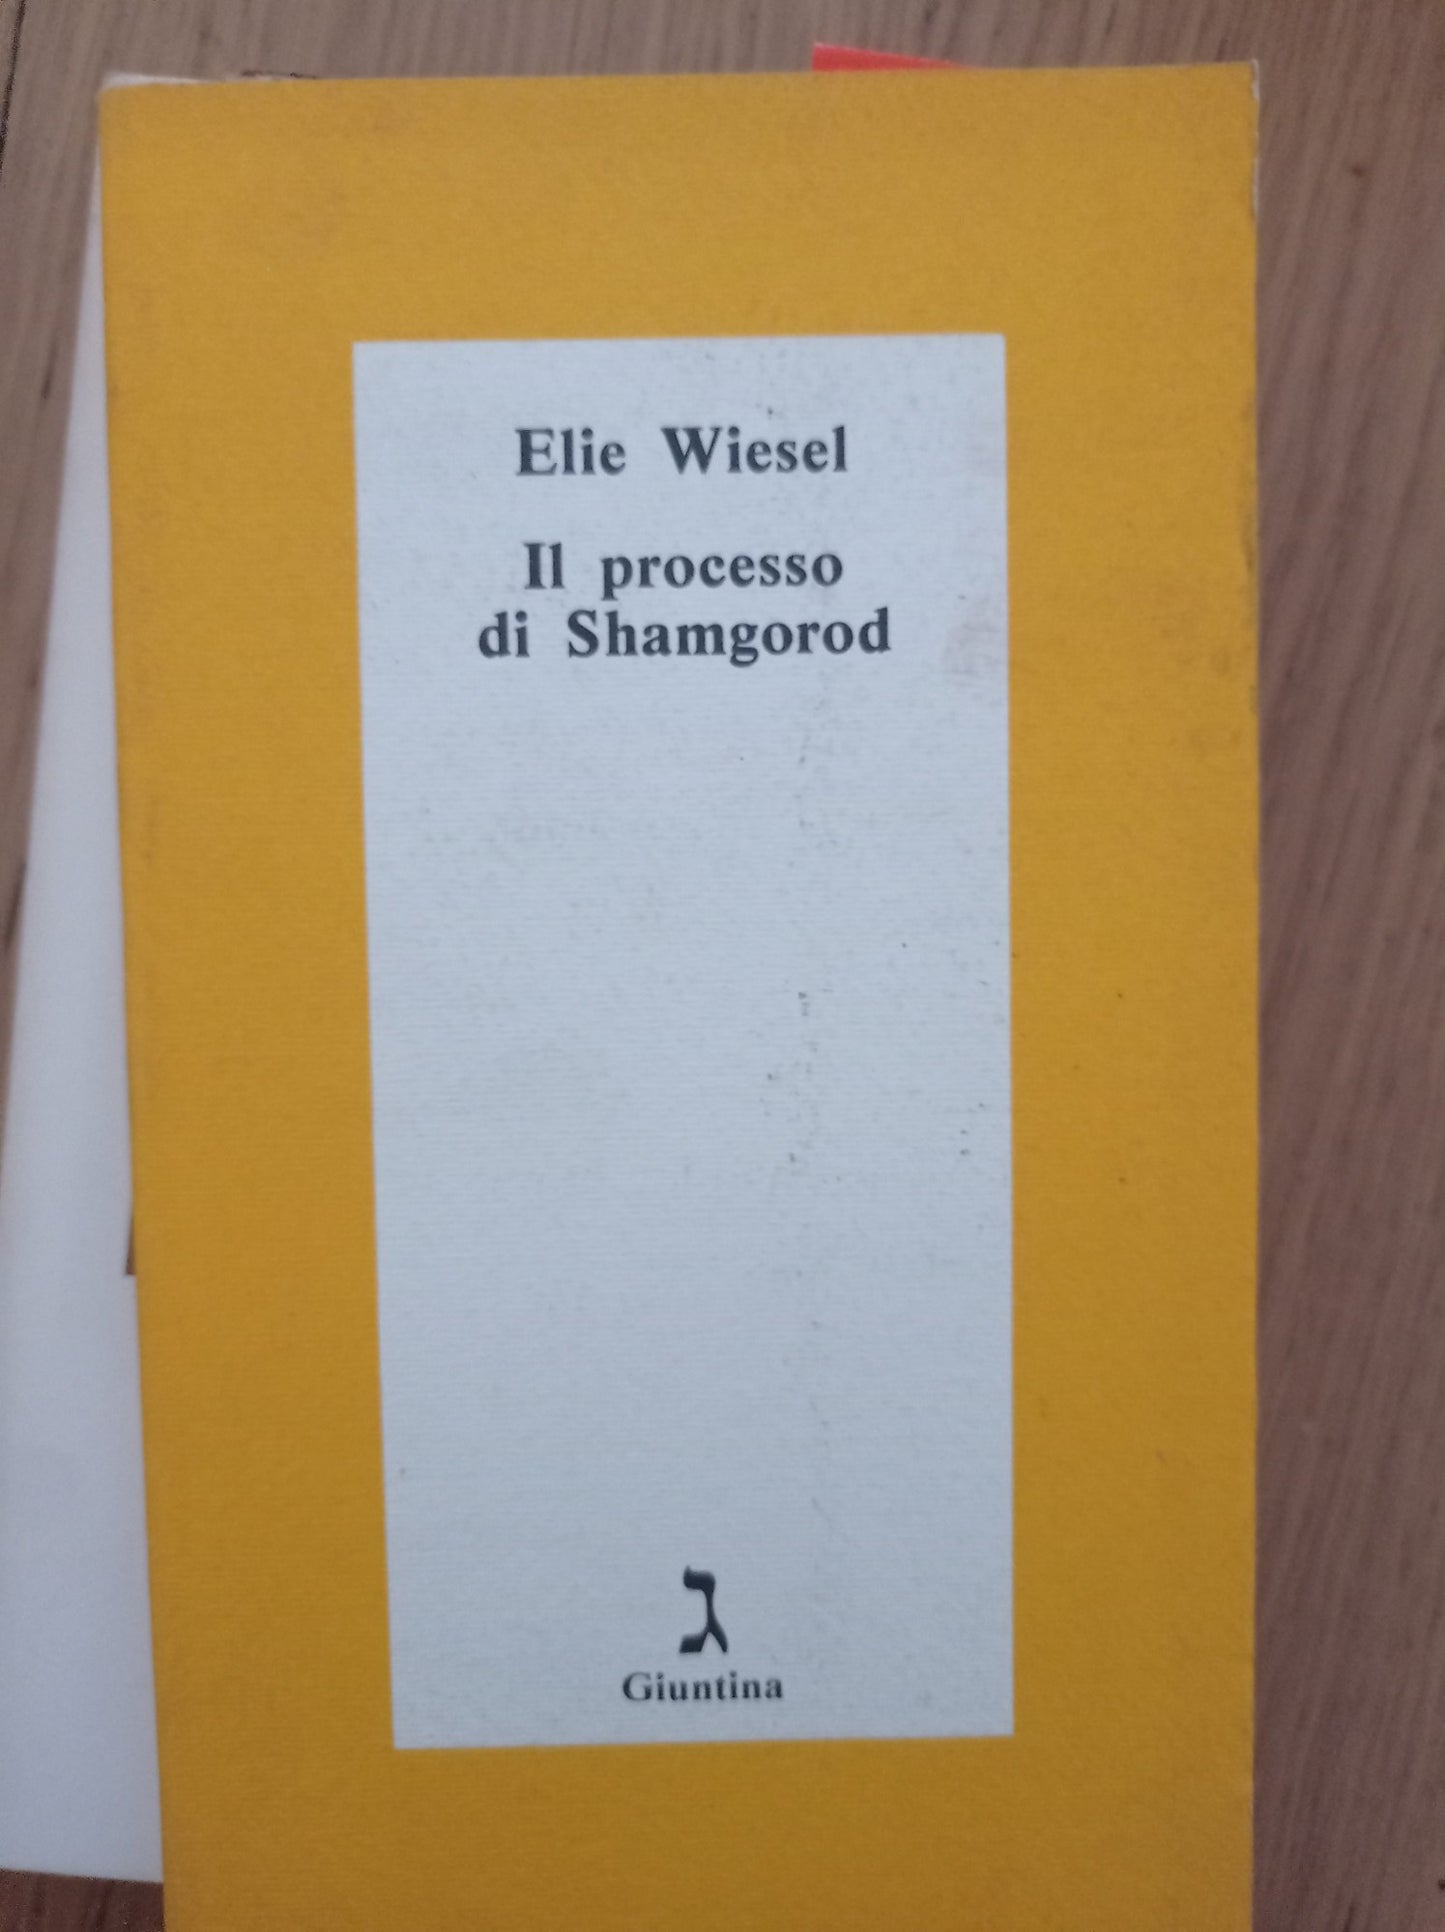 Elie Wiesel
Il processo
di Shamgorod
ג
Giuntina